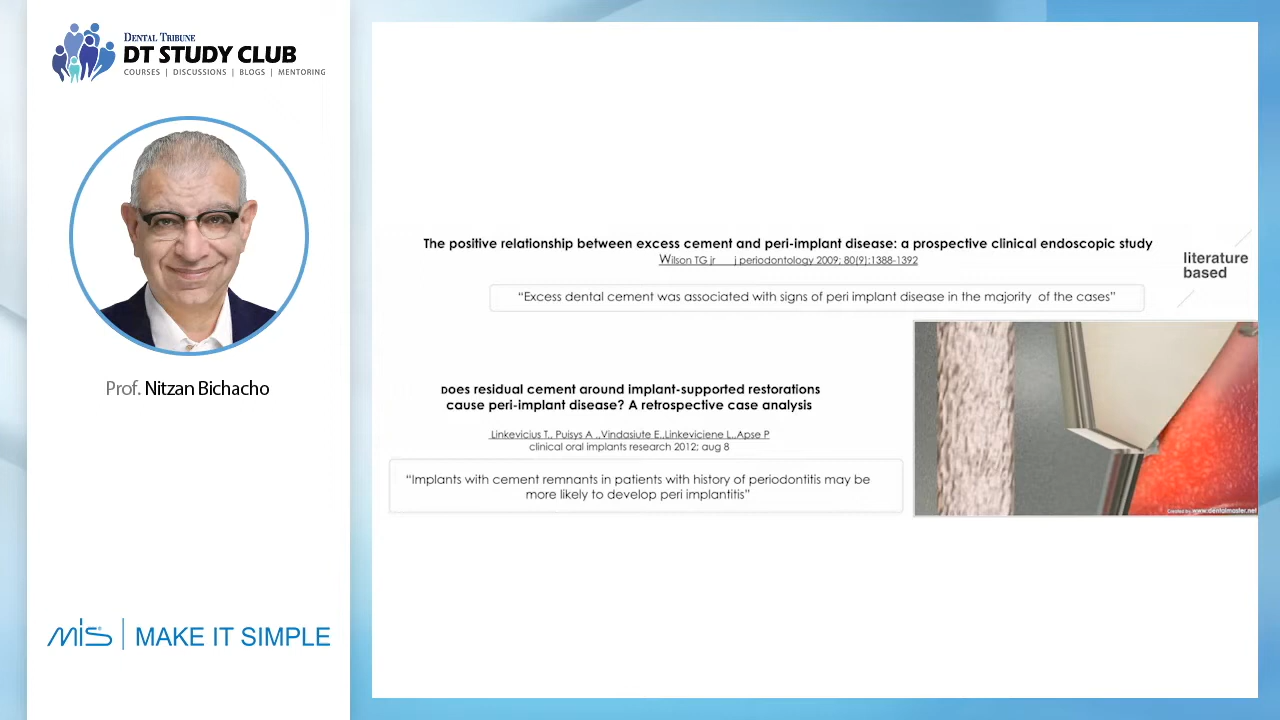 DENTAL TRIBUNE
DT STUDY CLUB
COURSES | DISCUSSIONS | BLOGS | MENTORING
Prof. Nitzan Bichacho
mis® | MAKE IT SIMPLE
The positive relationship between excess cement and peri-implant disease: a prospective clinical endoscopic study
Wilson TG jr j periodontology 2009; 80(9):1388-1392
“Excess dental cement was associated with signs of peri implant disease in the majority of the cases”
literature
based
Does residual cement around implant-supported restorations
cause peri-implant disease? A retrospective case analysis
Linkevicius T., Puisys A .,Vindasiute E.,Linkeviciene L.,Apse P
clinical oral implants research 2012; aug 8
“Implants with cement remnants in patients with history of periodontitis may be
more likely to develop peri implantitis”
Created by www.dentalmaster.net